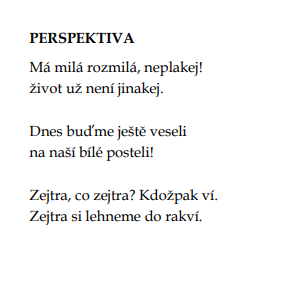 PERSPEKTIVA
Má milá rozmilá, neplakej!
život už není jinakej.
Dnes buďme ještě veseli
na naší bílé posteli!
Zejtra, co zejtra? Kdožpak ví.
Zejtra si lehneme do rakví.